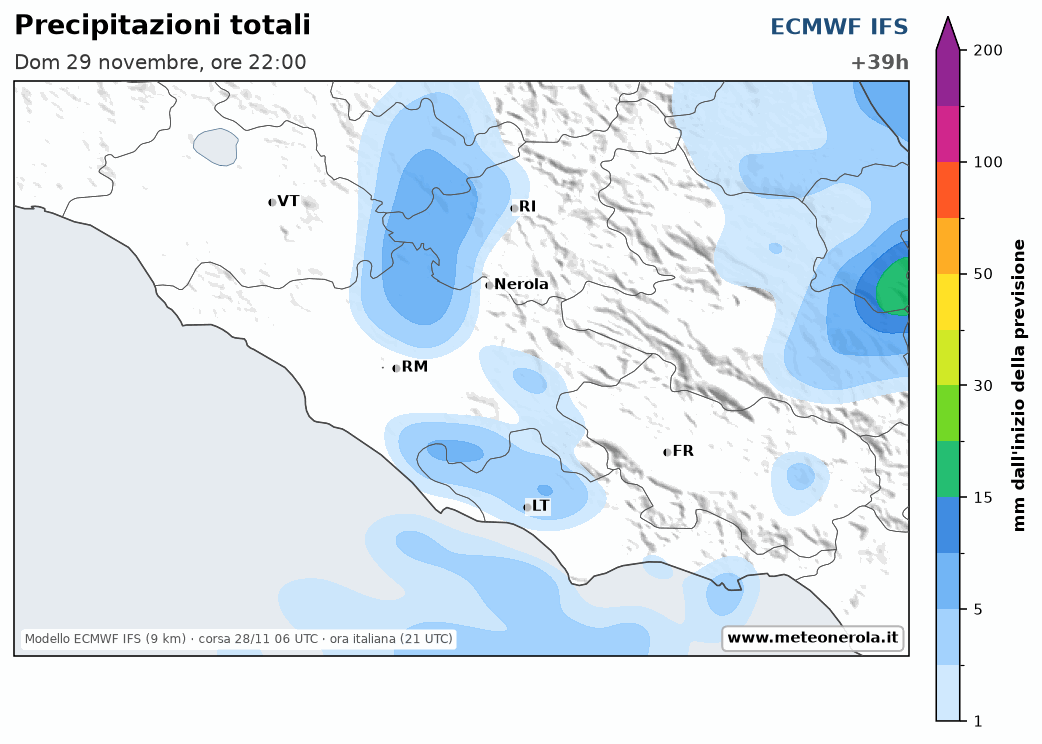 Precipitazioni totali
ECMWF IFS
Dom 29 novembre, ore 22:00
+39h
200
100
50
30
15
5
1
mm dall'inizio della previsione
VT
RI
Nerola
RM
FR
LT
Modello ECMWF IFS (9 km) · corsa 28/11 06 UTC · ora italiana (21 UTC)
www.meteonerola.it